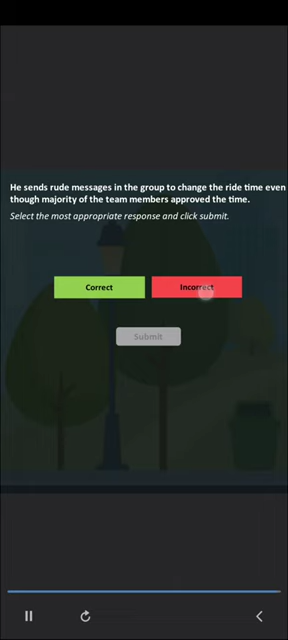 He sends rude messages in the group to change the ride time even
though majority of the team members approved the time.
Select the most appropriate response and click submit.
Correct
Incorrect
Submit